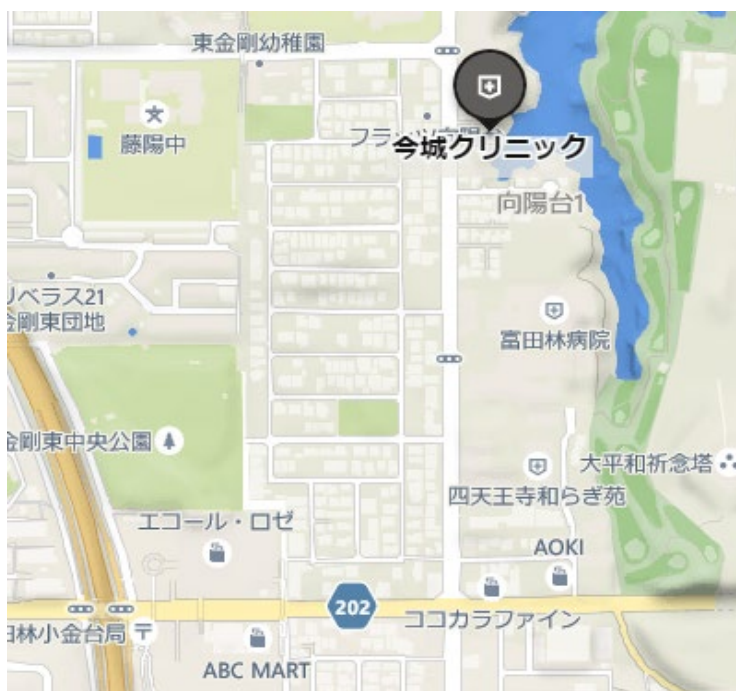 東金剛幼稚園
藤陽中
今城クリニック
向陽台1
リベラス21
金剛東団地
富田林病院
金剛東中央公園
大平和祈念塔
四天王寺和らぎ苑
エコール・ロゼ
AOKI
202
ココカラファイン
田林小金台局
ABC MART